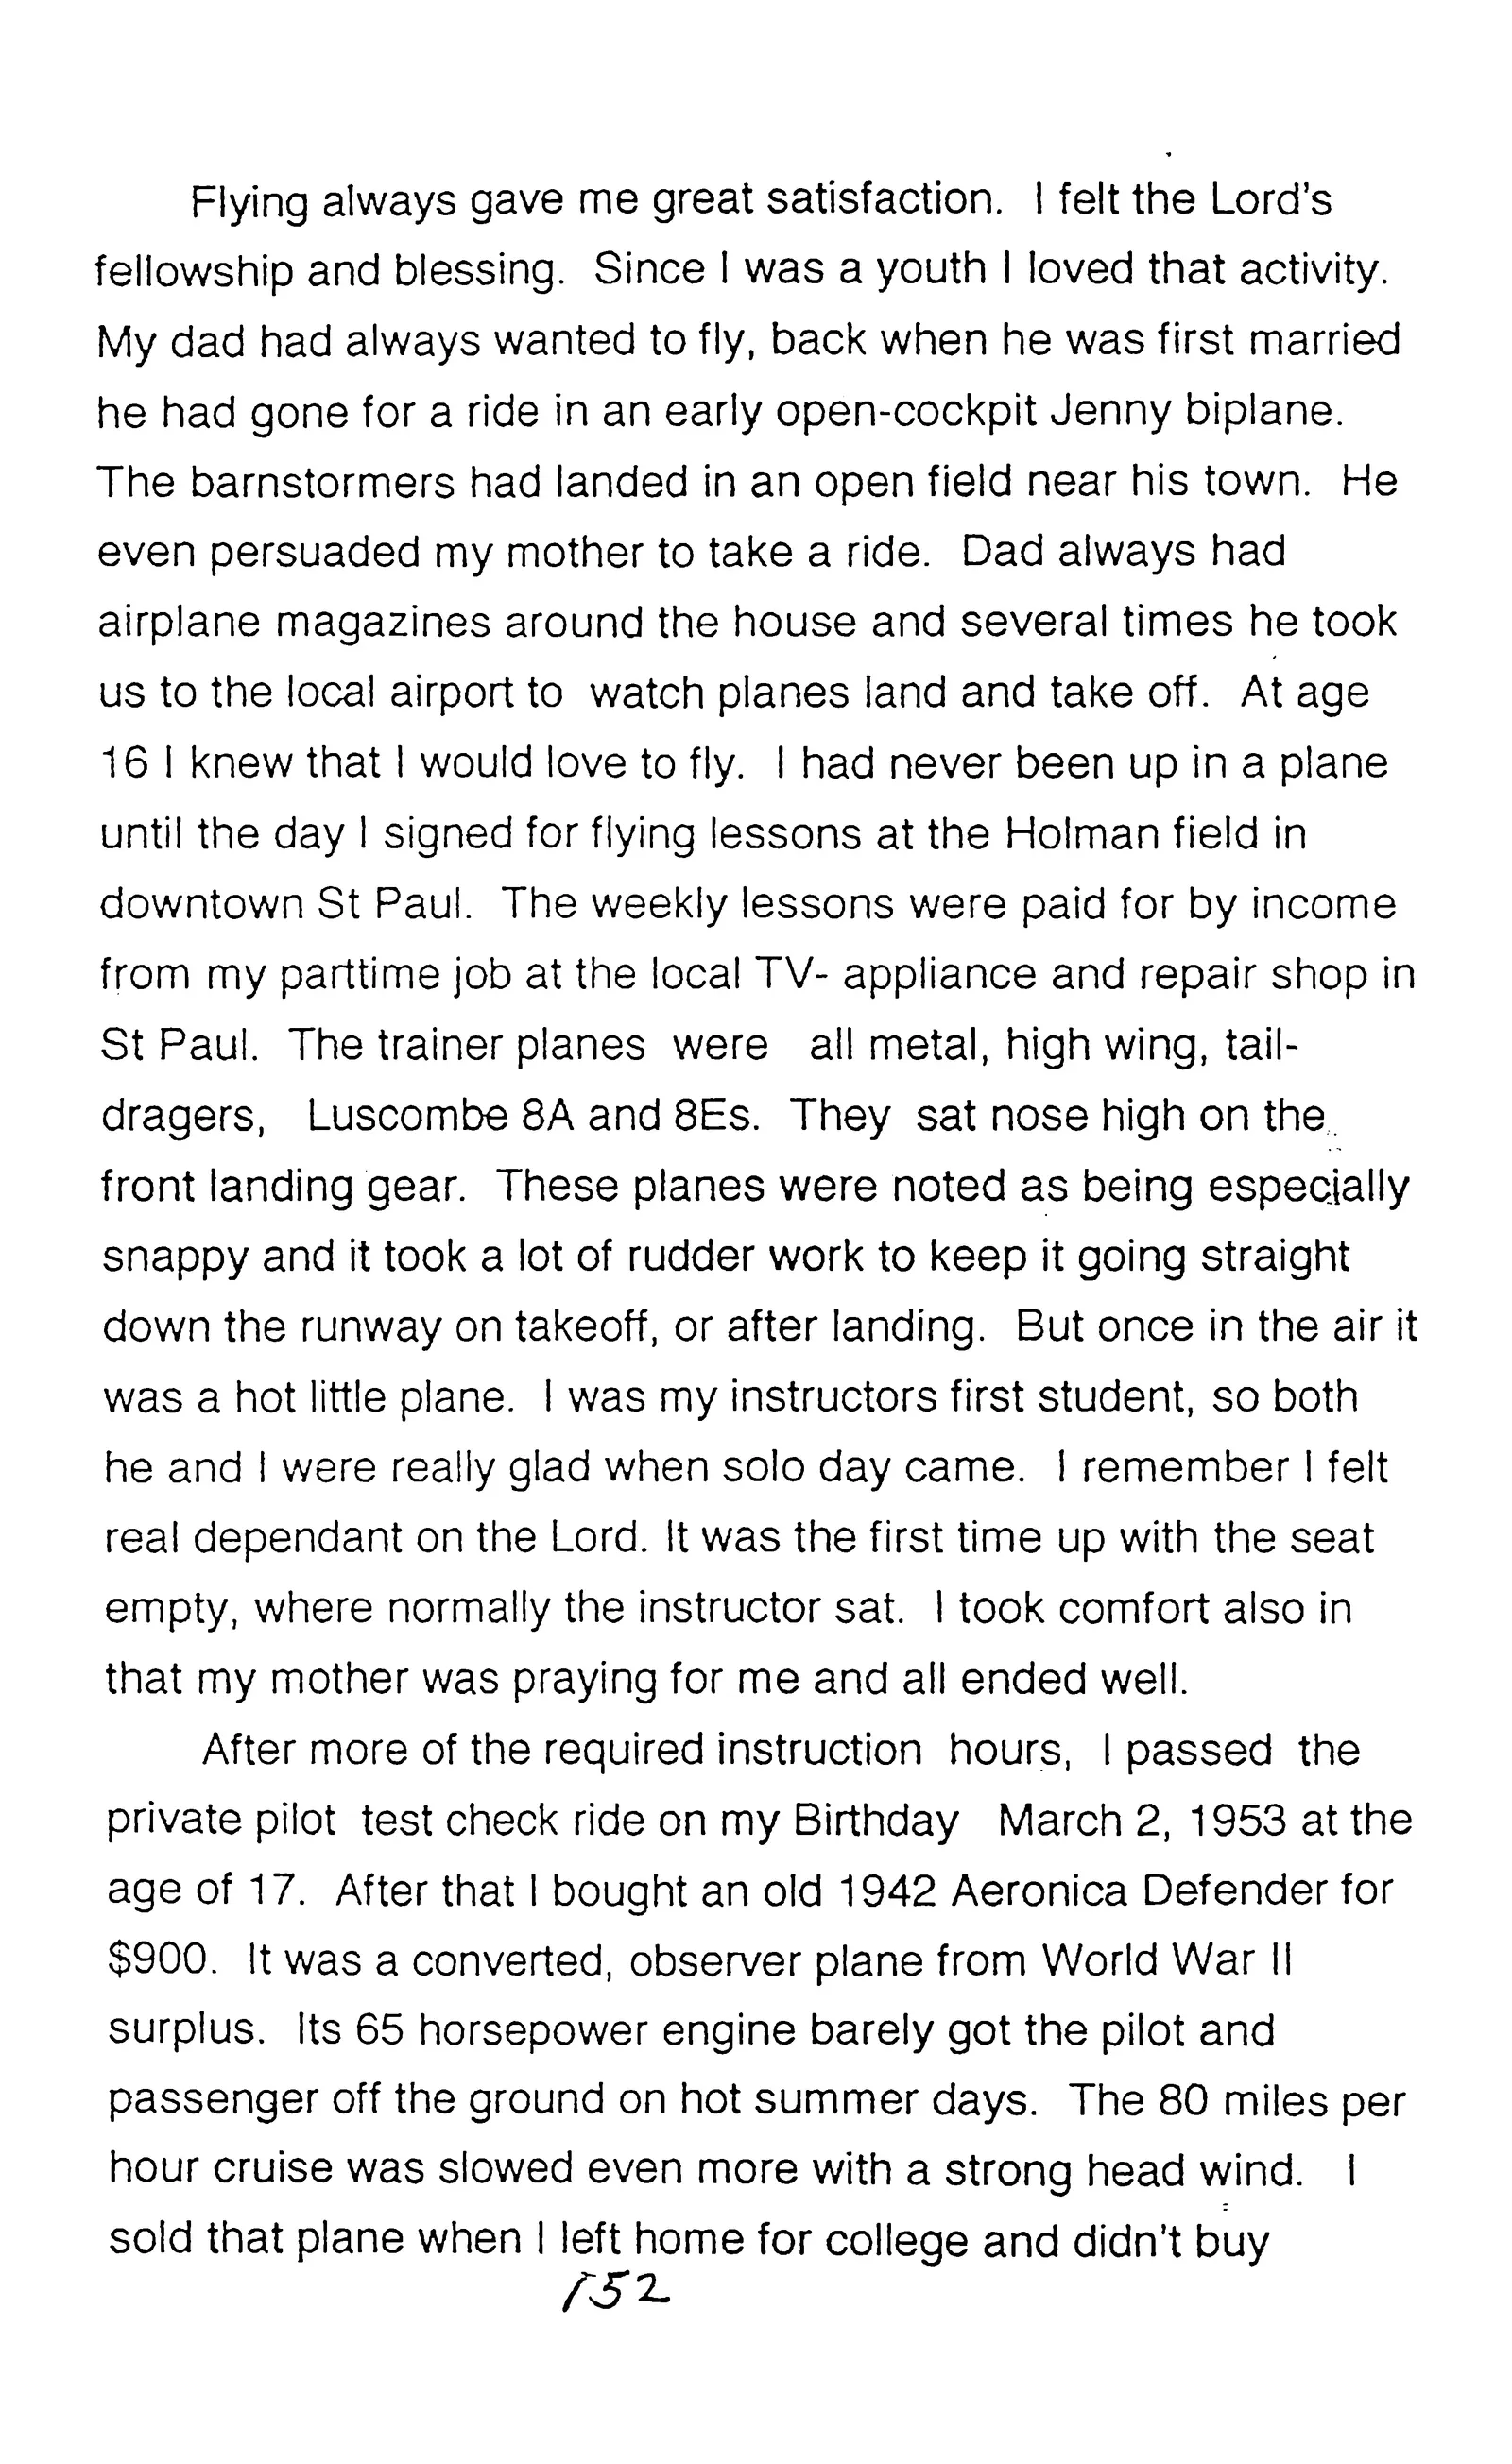 Flying always gave me great satisfaction.  I felt the Lord's
fellowship and blessing.  Since I was a youth I loved that activity.
My dad had always wanted to fly, back when he was first married
he had gone for a ride in an early open-cockpit Jenny biplane.
The barnstormers had landed in an open field near his town.  He
even persuaded my mother to take a ride.  Dad always had
airplane magazines around the house and several times he took
us to the local airport to  watch planes land and take off.  At age
16 I knew that I would love to fly.  I had never been up in a plane
until the day I signed for flying lessons at the Holman field in
downtown St Paul.  The weekly lessons were paid for by income
from my parttime job at the local TV- appliance and repair shop in
St Paul.  The trainer planes  were   all metal, high wing, tail-
dragers,   Luscombe 8A and 8Es.  They  sat nose high on the
front landing gear.  These planes were noted as being especially
snappy and it took a lot of rudder work to keep it going straight
down the runway on takeoff, or after landing.  But once in the air it
was a hot little plane.  I was my instructors first student, so both
he and I were really glad when solo day came.  I remember I felt
real dependant on the Lord. It was the first time up with the seat
empty, where normally the instructor sat.  I took comfort also in
that my mother was praying for me and all ended well.
After more of the required instruction  hours,  I passed  the
private pilot  test check ride on my Birthday   March 2, 1953 at the
age of 17.  After that I bought an old 1942 Aeronica Defender for
$900.  It was a converted, observer plane from World War II
surplus.  Its 65 horsepower engine barely got the pilot and
passenger off the ground on hot summer days.  The 80 miles per
hour cruise was slowed even more with a strong head wind.   I
sold that plane when I left home for college and didn't buy
152